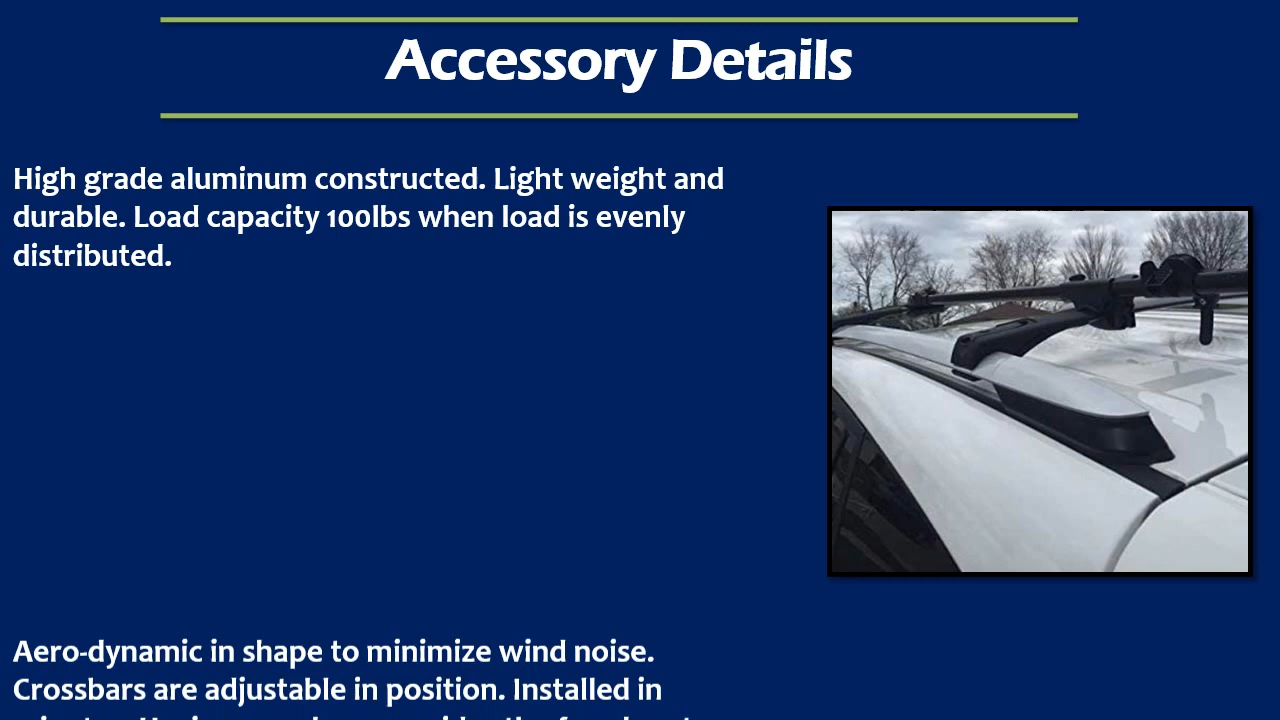 Accessory Details
High grade aluminum constructed. Light weight and
durable. Load capacity 100lbs when load is evenly
distributed.
Aero-dynamic in shape to minimize wind noise.
Crossbars are adjustable in position. Installed in